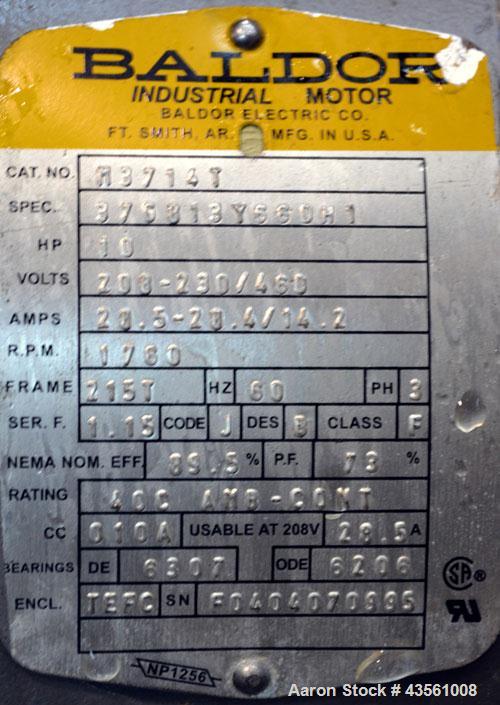 BALDOR
INDUSTRIAL MOTOR
BALDOR ELECTRIC CO.
FT. SMITH, AR. MFG. IN U.S.A.
CAT. NO. M3714T
SPEC. 37G813Y560H1
HP 10
VOLTS 208-230/460
AMPS 28.5-28.4/14.2
R.P.M. 1760
FRAME 215T HZ 60 PH 3
SER. F. 1.15 CODE J DES B CLASS F
NEMA NOM. EFF. 89.5 % P.F. 73 %
RATING 40C AMB-CONT
CC 010A USABLE AT 208V 28.5 A
BEARINGS DE 6307 ODE 6206
ENCL. TEFC SN F0404070995
NP1256
SA
Aaron Stock # 43561008